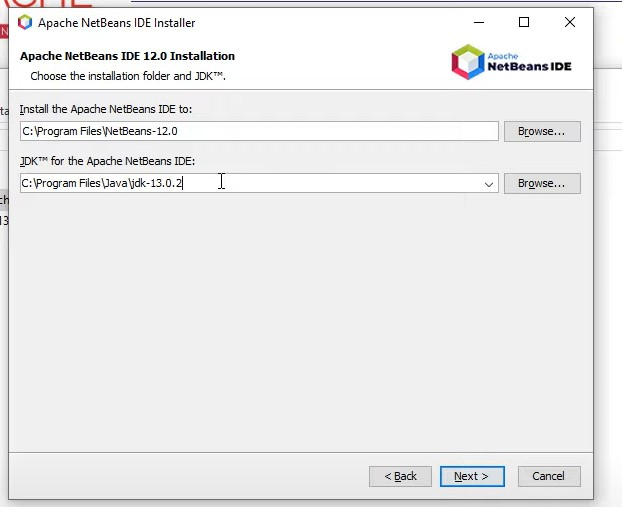 ACHE
Apache NetBeans IDE Installer
Apache NetBeans IDE 12.0 Installation
Choose the installation folder and JDK™.
Apache
NetBeans IDE
Install the Apache NetBeans IDE to:
C:\Program Files\NetBeans-12.0
Browse...
JDK™ for the Apache NetBeans IDE:
C:\Program Files\Java\jdk-13.0.2
Browse...
< Back
Next >
Cancel